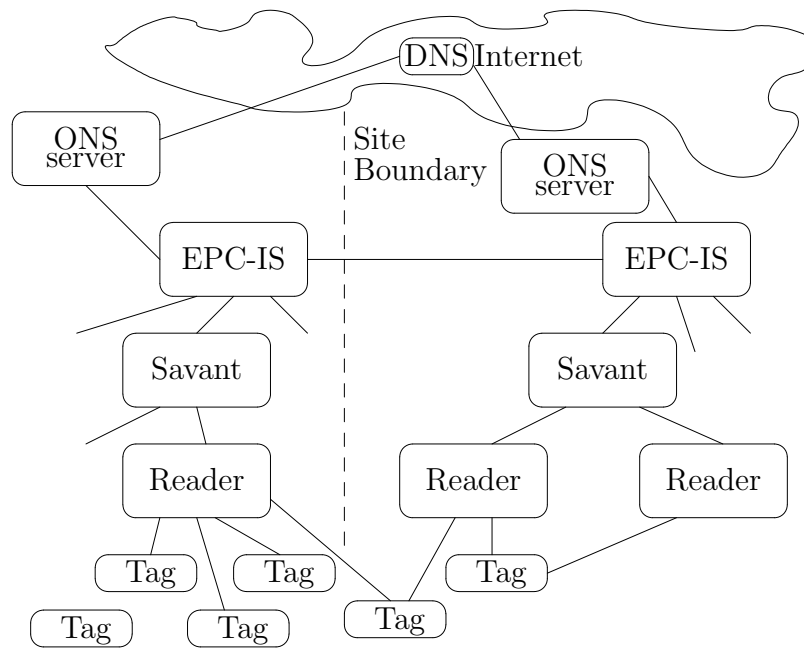 DNS Internet
ONS
server
Site
Boundary
ONS
server
EPC-IS
EPC-IS
Savant
Savant
Reader
Reader
Reader
Tag
Tag
Tag
Tag
Tag
Tag